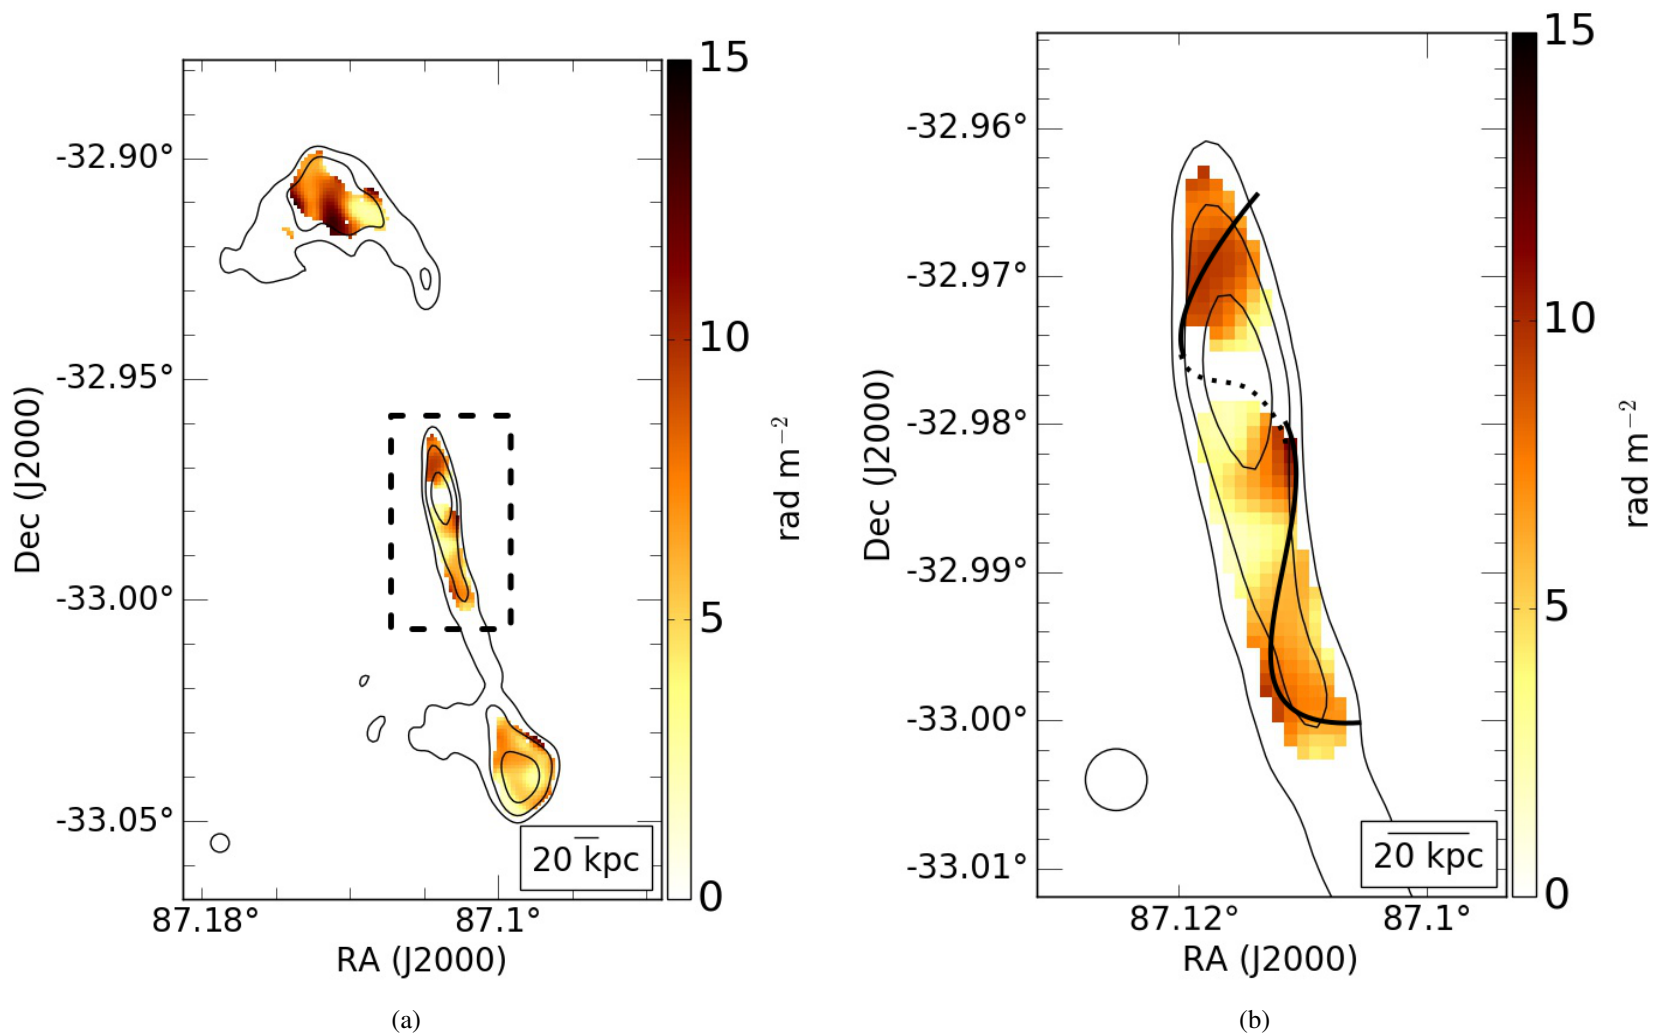 15
-32.90°
10
-32.95°
Dec (J2000)
rad m⁻²
-33.00°
5
-33.05°
20 kpc
0
87.18°
87.1°
RA (J2000)
(a)
15
-32.96°
-32.97°
10
-32.98°
Dec (J2000)
rad m⁻²
-32.99°
5
-33.00°
20 kpc
-33.01°
0
87.12°
87.1°
RA (J2000)
(b)